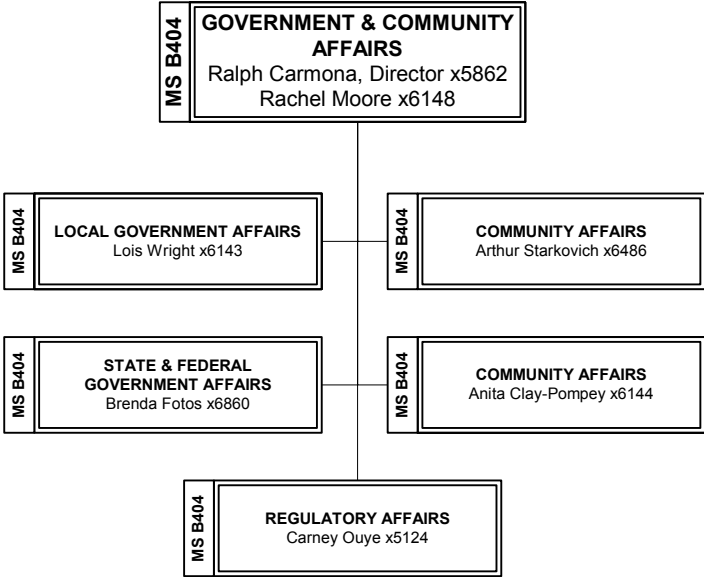 MS B404
GOVERNMENT & COMMUNITY
AFFAIRS
Ralph Carmona, Director x5862
Rachel Moore x6148
MS B404
LOCAL GOVERNMENT AFFAIRS
Lois Wright x6143
MS B404
COMMUNITY AFFAIRS
Arthur Starkovich x6486
MS B404
STATE & FEDERAL
GOVERNMENT AFFAIRS
Brenda Fotos x6860
MS B404
COMMUNITY AFFAIRS
Anita Clay-Pompey x6144
MS B404
REGULATORY AFFAIRS
Carney Ouye x5124